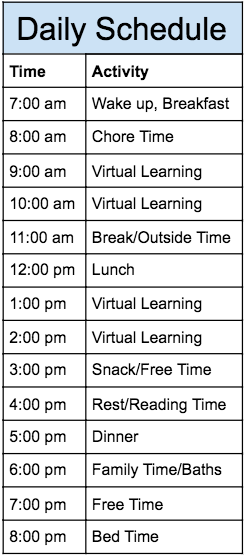 Daily Schedule
Time Activity
7:00 am Wake up, Breakfast
8:00 am Chore Time
9:00 am Virtual Learning
10:00 am Virtual Learning
11:00 am Break/Outside Time
12:00 pm Lunch
1:00 pm Virtual Learning
2:00 pm Virtual Learning
3:00 pm Snack/Free Time
4:00 pm Rest/Reading Time
5:00 pm Dinner
6:00 pm Family Time/Baths
7:00 pm Free Time
8:00 pm Bed Time